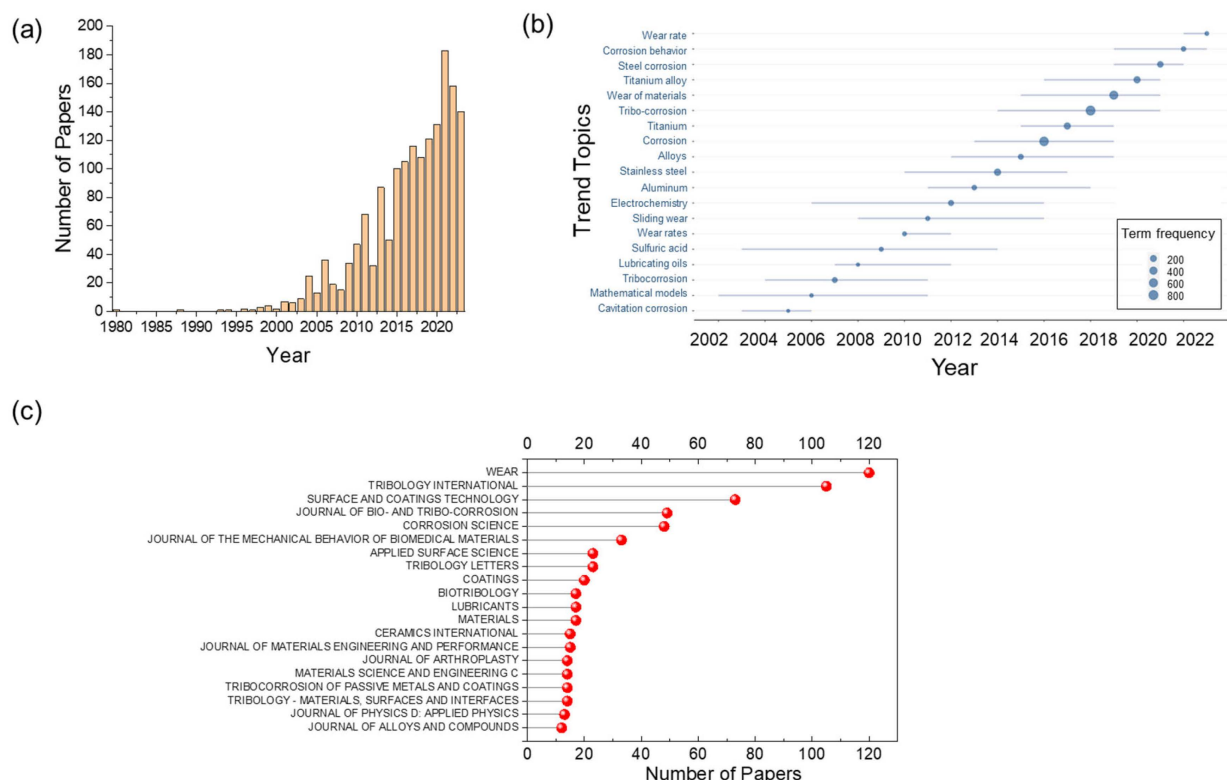 (a)
200
180
160
140
120
100
80
60
40
20
0
Number of Papers
1980 1985 1990 1995 2000 2005 2010 2015 2020
Year
(b)
Trend Topics
Wear rate
Corrosion behavior
Steel corrosion
Titanium alloy
Wear of materials
Tribo-corrosion
Titanium
Corrosion
Alloys
Stainless steel
Aluminum
Electrochemistry
Sliding wear
Wear rates
Sulfuric acid
Lubricating oils
Tribocorrosion
Mathematical models
Cavitation corrosion
Term frequency
200
400
600
800
2002 2004 2006 2008 2010 2012 2014 2016 2018 2020 2022
Year
(c)
0 20 40 60 80 100 120
WEAR
TRIBOLOGY INTERNATIONAL
SURFACE AND COATINGS TECHNOLOGY
JOURNAL OF BIO- AND TRIBO-CORROSION
CORROSION SCIENCE
JOURNAL OF THE MECHANICAL BEHAVIOR OF BIOMEDICAL MATERIALS
APPLIED SURFACE SCIENCE
TRIBOLOGY LETTERS
COATINGS
BIOTRIBOLOGY
LUBRICANTS
MATERIALS
CERAMICS INTERNATIONAL
JOURNAL OF MATERIALS ENGINEERING AND PERFORMANCE
JOURNAL OF ARTHROPLASTY
MATERIALS SCIENCE AND ENGINEERING C
TRIBOCORROSION OF PASSIVE METALS AND COATINGS
TRIBOLOGY - MATERIALS, SURFACES AND INTERFACES
JOURNAL OF PHYSICS D: APPLIED PHYSICS
JOURNAL OF ALLOYS AND COMPOUNDS
0 20 40 60 80 100 120
Number of Papers